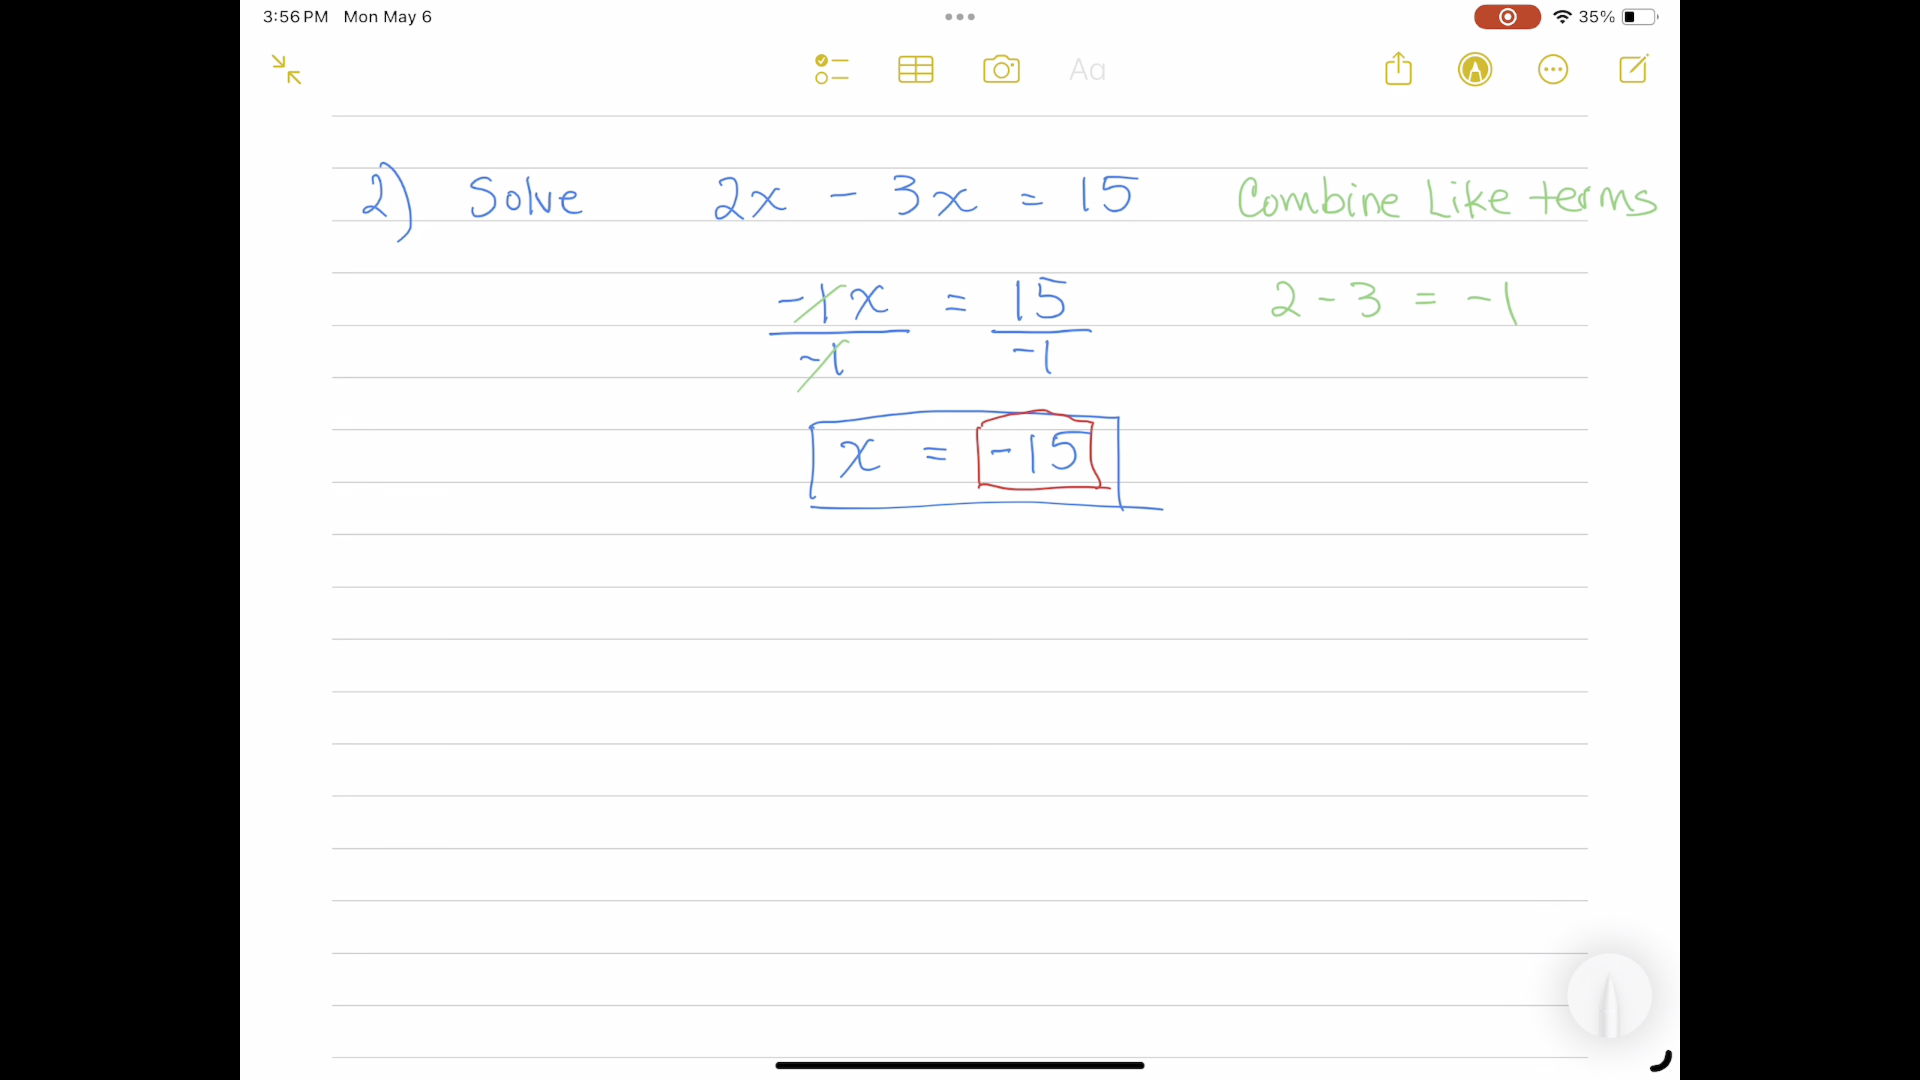 3:56 PM Mon May 6 35%
Aa
2) Solve 2x - 3x = 15 Combine Like terms
-1x = 15 2 - 3 = -1
-1 -1
x = -15